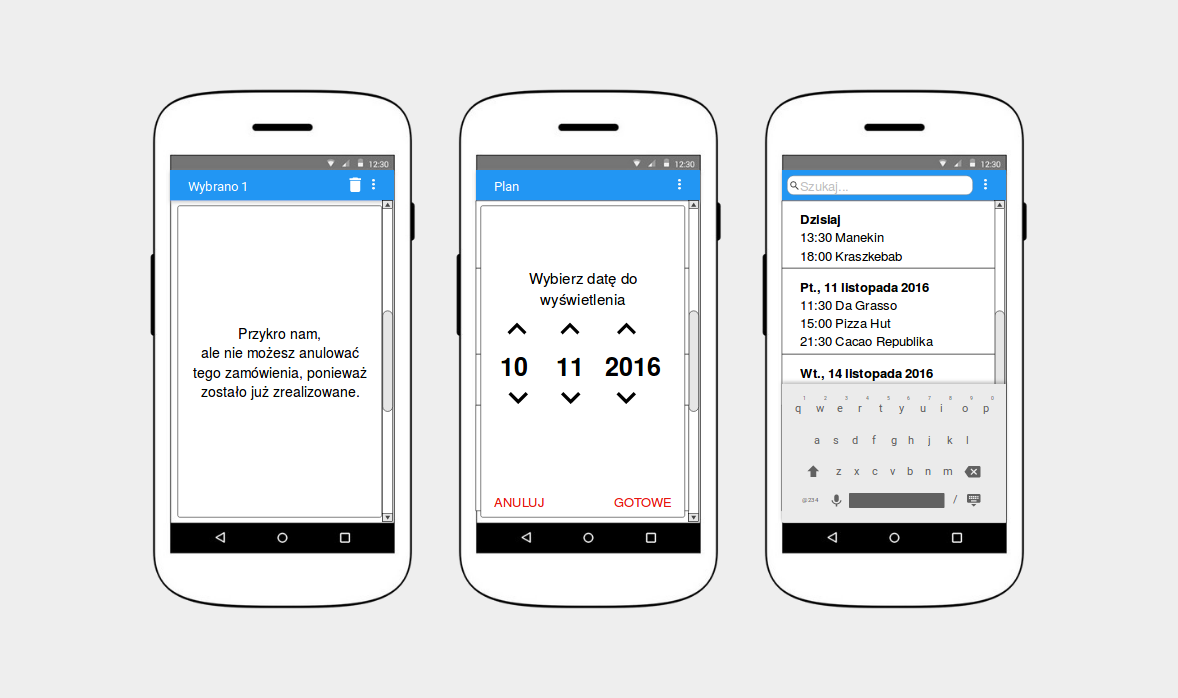 12:30
Wybrano 1
Przykro nam,
ale nie możesz anulować
tego zamówienia, ponieważ
zostało już zrealizowane.
12:30
Plan
Wybierz datę do
wyświetlenia
10 11 2016
ANULUJ GOTOWE
12:30
Szukaj...
Dzisiaj
13:30 Manekin
18:00 Kraszkebab
Pt., 11 listopada 2016
11:30 Da Grasso
15:00 Pizza Hut
21:30 Cacao Republika
Wt., 14 listopada 2016
1 2 3 4 5 6 7 8 9 0
q w e r t y u i o p
a s d f g h j k l
z x c v b n m
@234 /